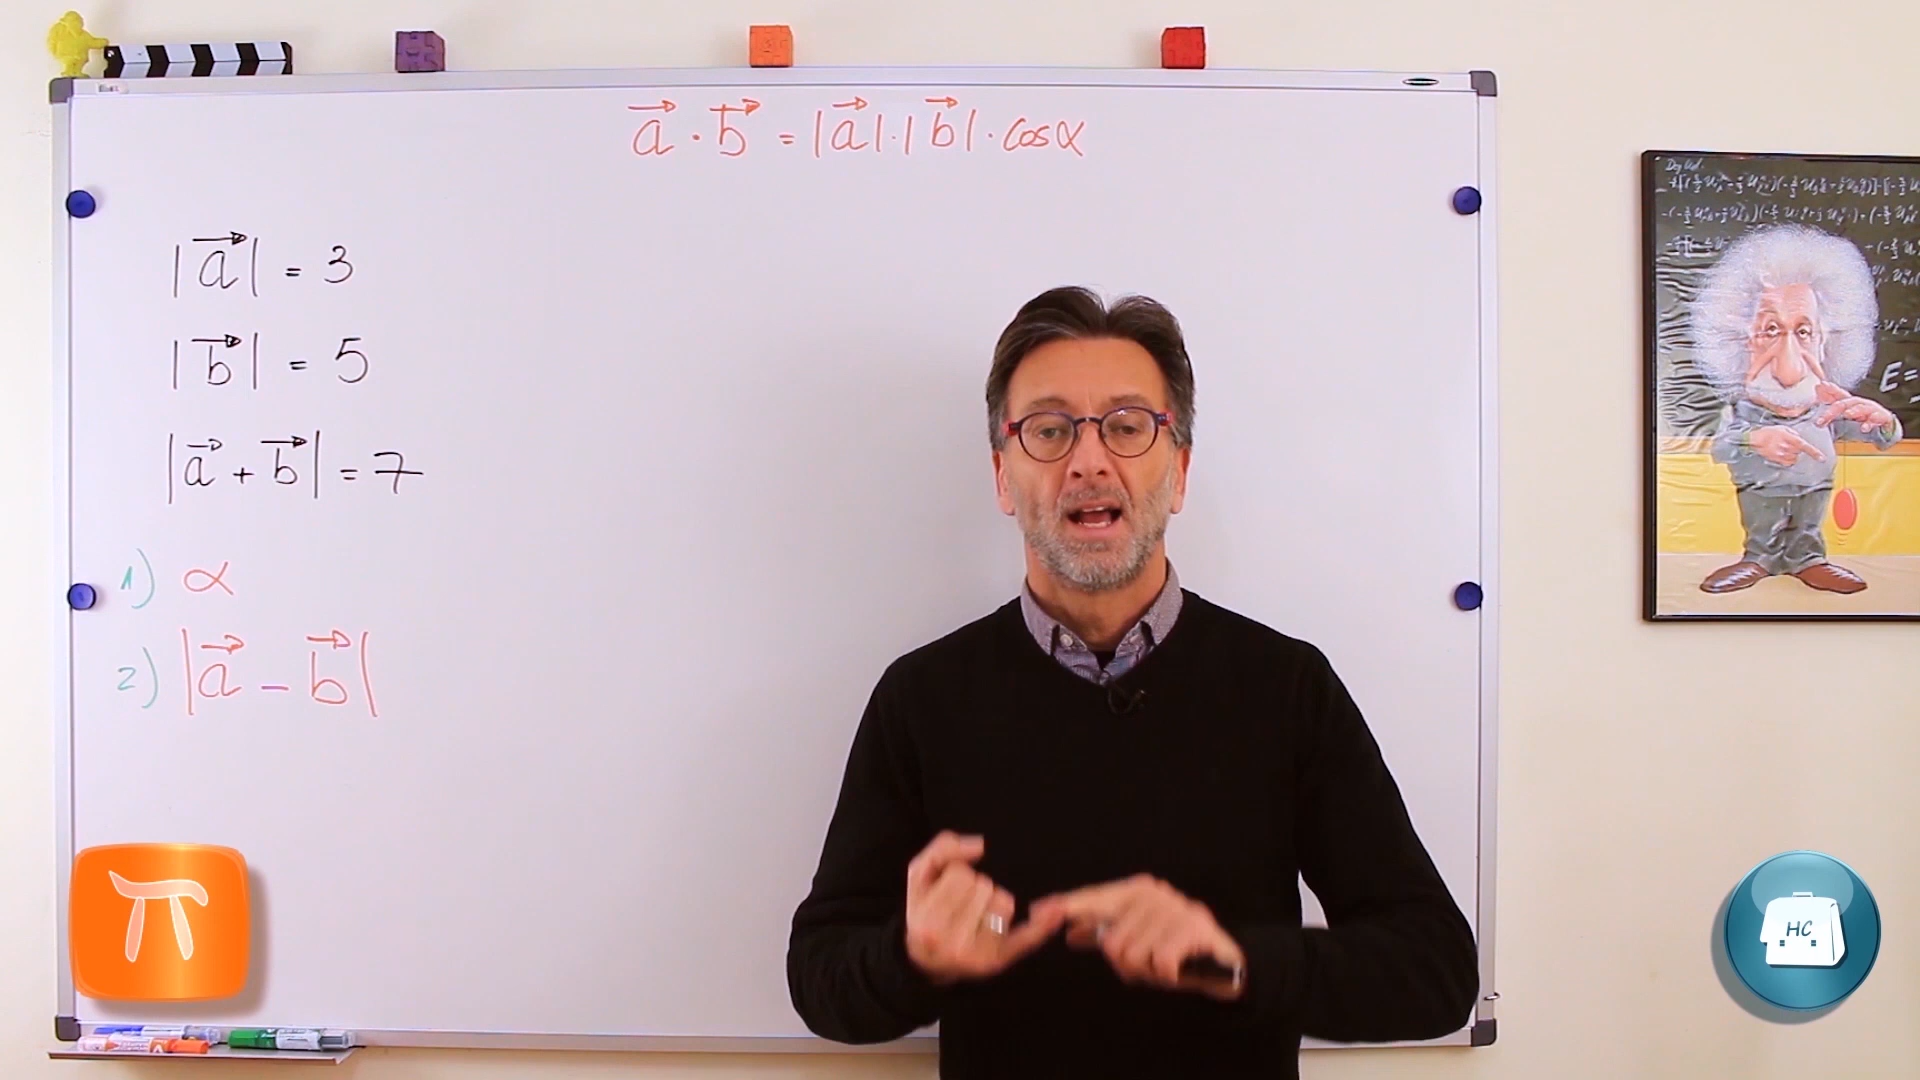 a⃗ · b⃗ = |a⃗| · |b⃗| · cos α
|a⃗| = 3
|b⃗| = 5
|a⃗ + b⃗| = 7
1) α
2) |a⃗ − b⃗|
E=
π
HC